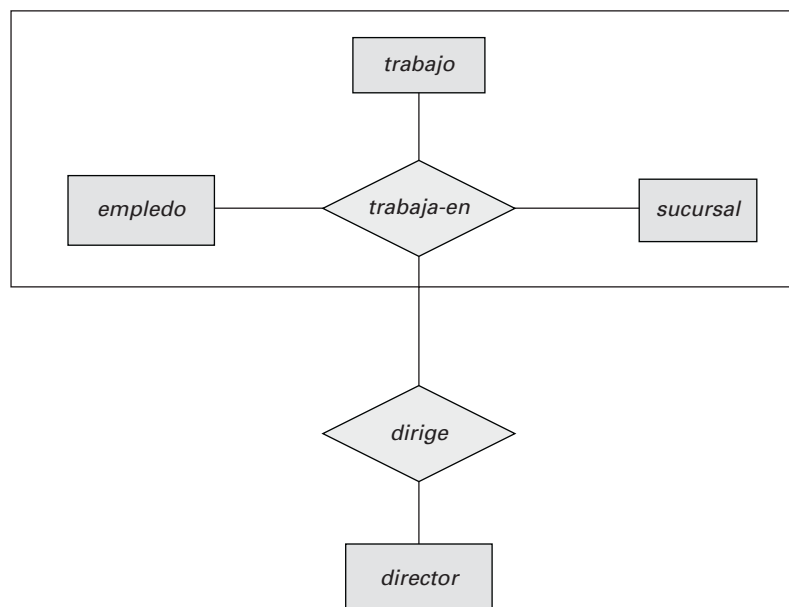 trabajo
empledo
trabaja-en
sucursal
dirige
director